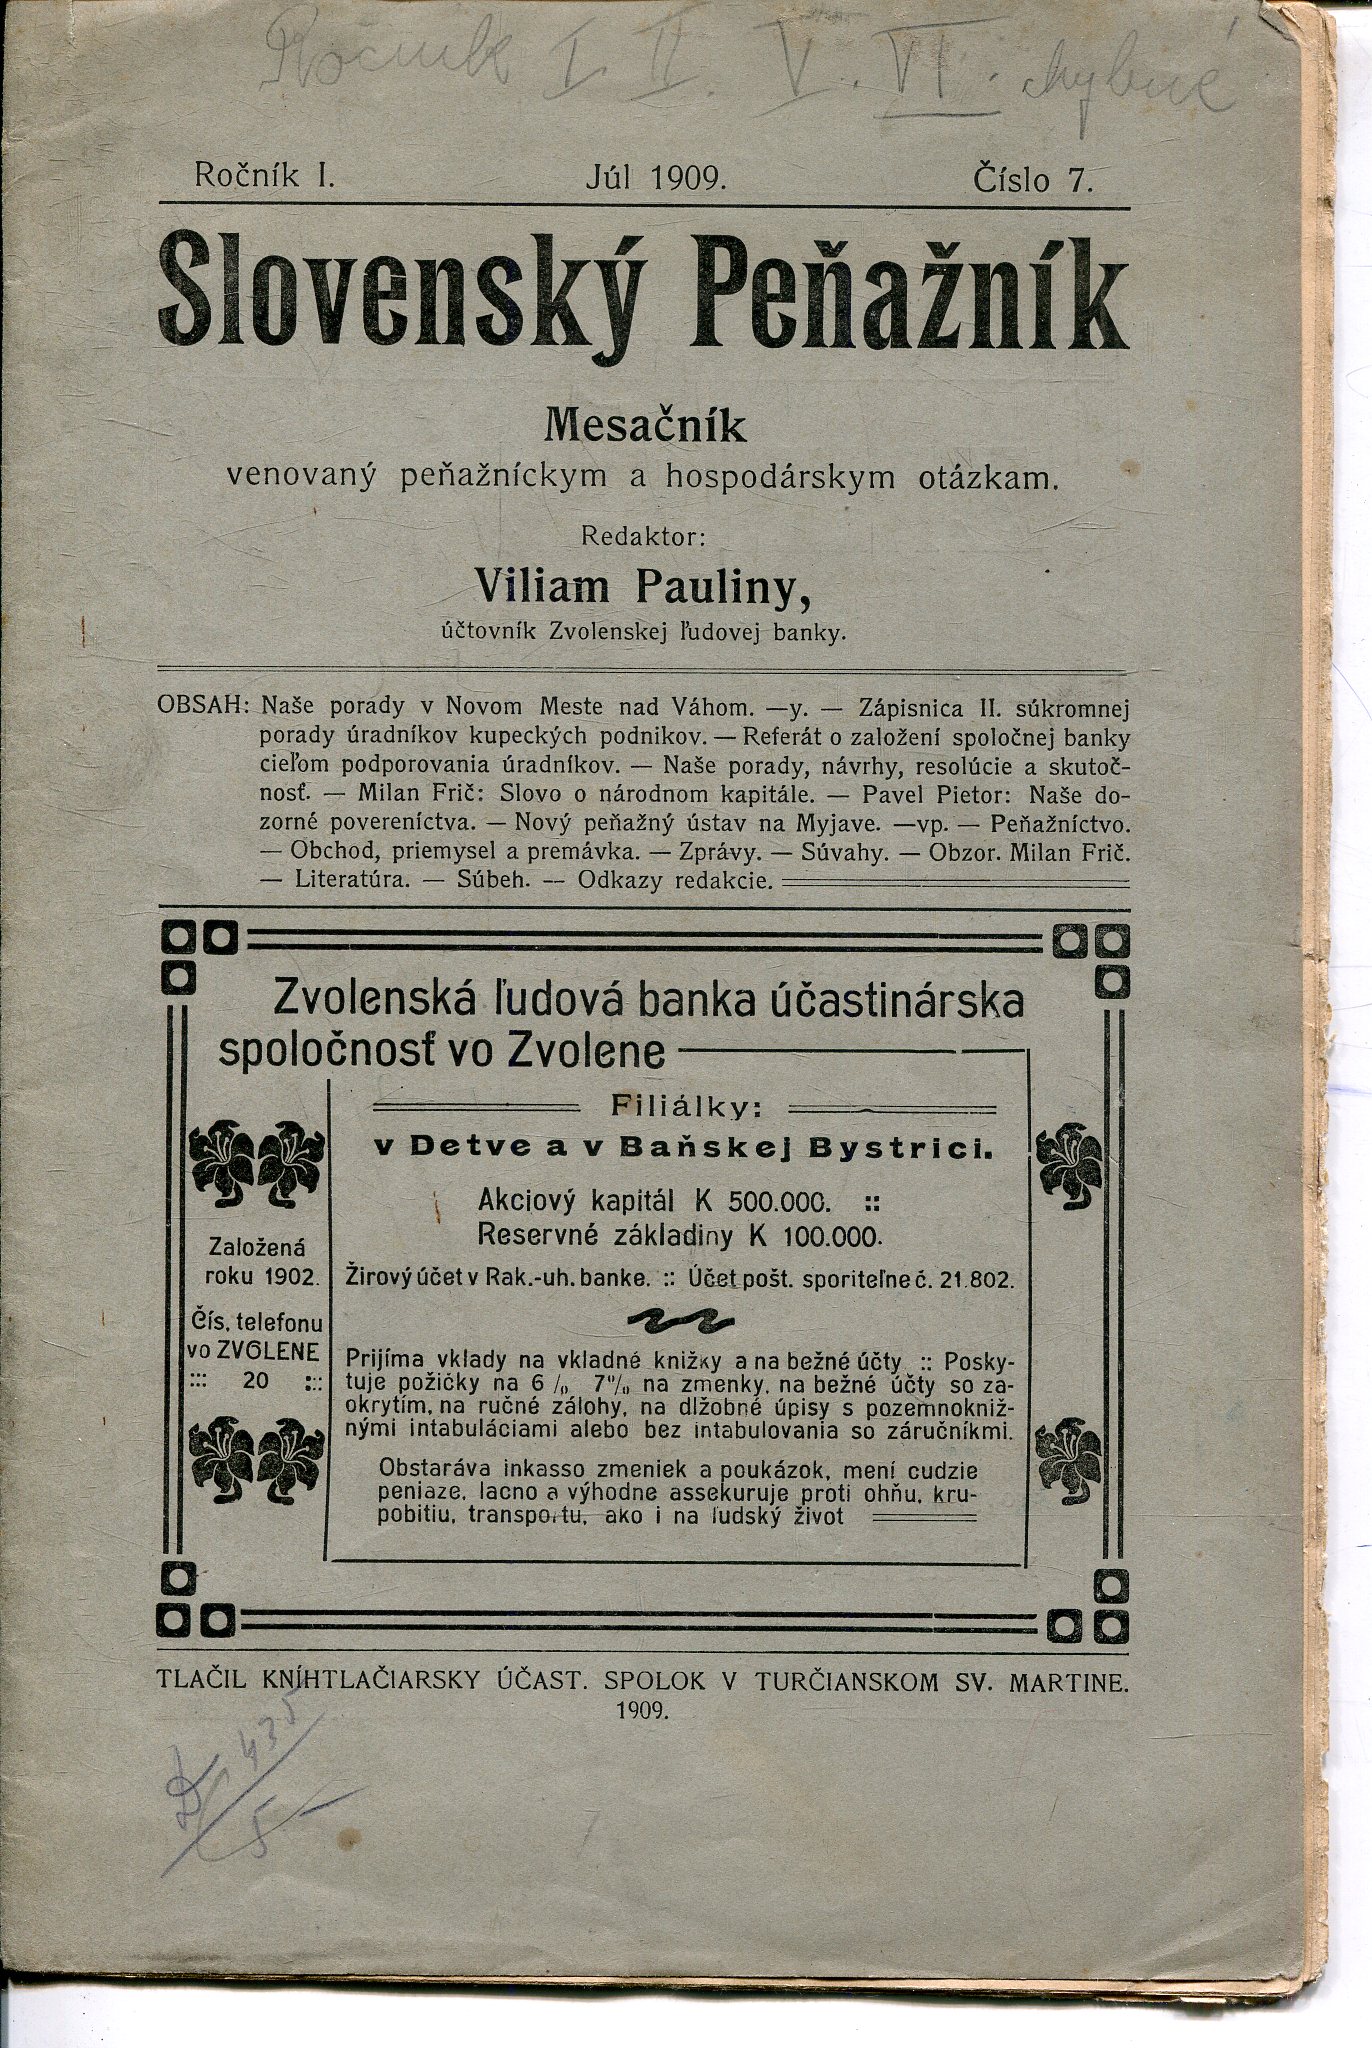 Ročník I. II. V. VI. chybné
Ročník I. Júl 1909. Číslo 7.
Slovenský Peňažník
Mesačník
venovaný peňažníckym a hospodárskym otázkam.
Redaktor:
Viliam Pauliny,
účtovník Zvolenskej ľudovej banky.
OBSAH: Naše porady v Novom Meste nad Váhom. —y. — Zápisnica II. súkromnej
porady úradníkov kupeckých podnikov. — Referát o založení spoločnej banky
cieľom podporovania úradníkov. — Naše porady, návrhy, resolúcie a skutoč-
nosť. — Milan Frič: Slovo o národnom kapitále. — Pavel Pietor: Naše do-
zorné povereníctva. — Nový peňažný ústav na Myjave. —vp. — Peňažníctvo.
— Obchod, priemysel a premávka. — Zprávy. — Súvahy. — Obzor. Milan Frič.
— Literatúra. — Súbeh. — Odkazy redakcie.
Zvolenská ľudová banka účastinárska
spoločnosť vo Zvolene
Filiálky:
v Detve a v Baňskej Bystrici.
Akciový kapitál K 500.000. ::
Reservné základiny K 100.000.
Založená
roku 1902.
Žirový účet v Rak.-uh. banke. :: Účet pošt. sporiteľne č. 21.802.
Čís. telefonu
vo ZVOLENE
::: 20 :::
Prijíma vklady na vkladné knižky a na bežné účty :: Posky-
tuje požičky na 6% 7% na zmenky, na bežné účty so za-
okrytím, na ručné zálohy, na dlžobné úpisy s pozemnokniž-
nými intabuláciami alebo bez intabulovania so záručníkmi.
Obstaráva inkasso zmeniek a poukázok, mení cudzie
peniaze, lacno a výhodne assekuruje proti ohňu, kru-
pobitiu, transportu, ako i na ľudský život
TLAČIL KNÍHTLAČIARSKY ÚČAST. SPOLOK V TURČIANSKOM SV. MARTINE.
1909.
435
5—